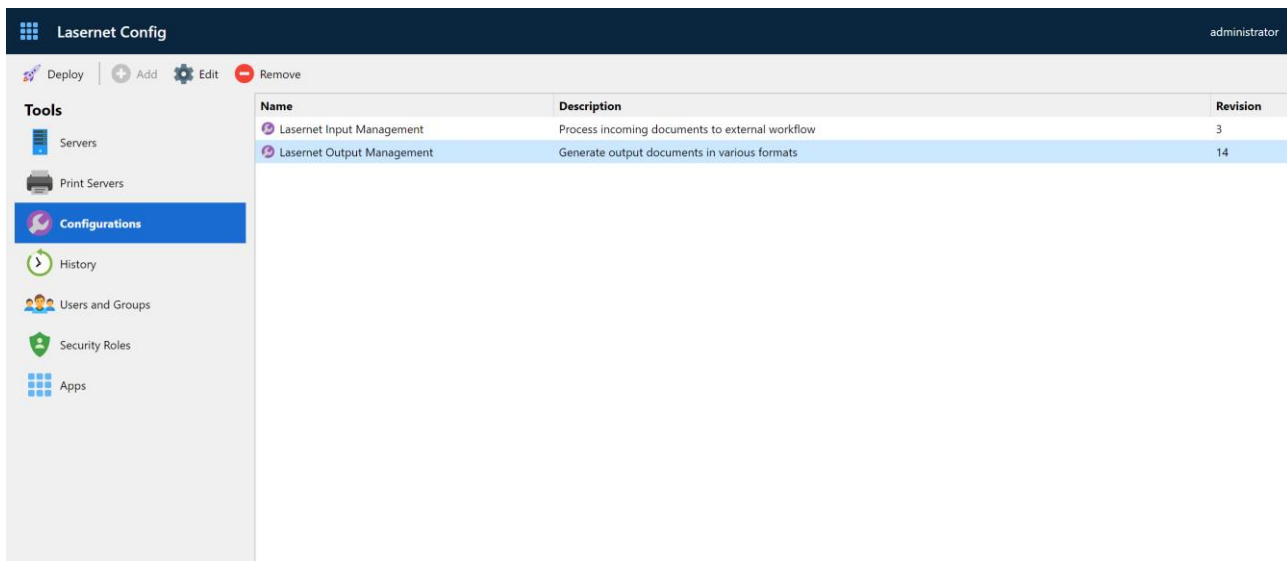 Lasernet Config
administrator
Deploy Add Edit Remove
Tools
Servers
Print Servers
Configurations
History
Users and Groups
Security Roles
Apps
Name Description Revision
Lasernet Input Management Process incoming documents to external workflow 3
Lasernet Output Management Generate output documents in various formats 14